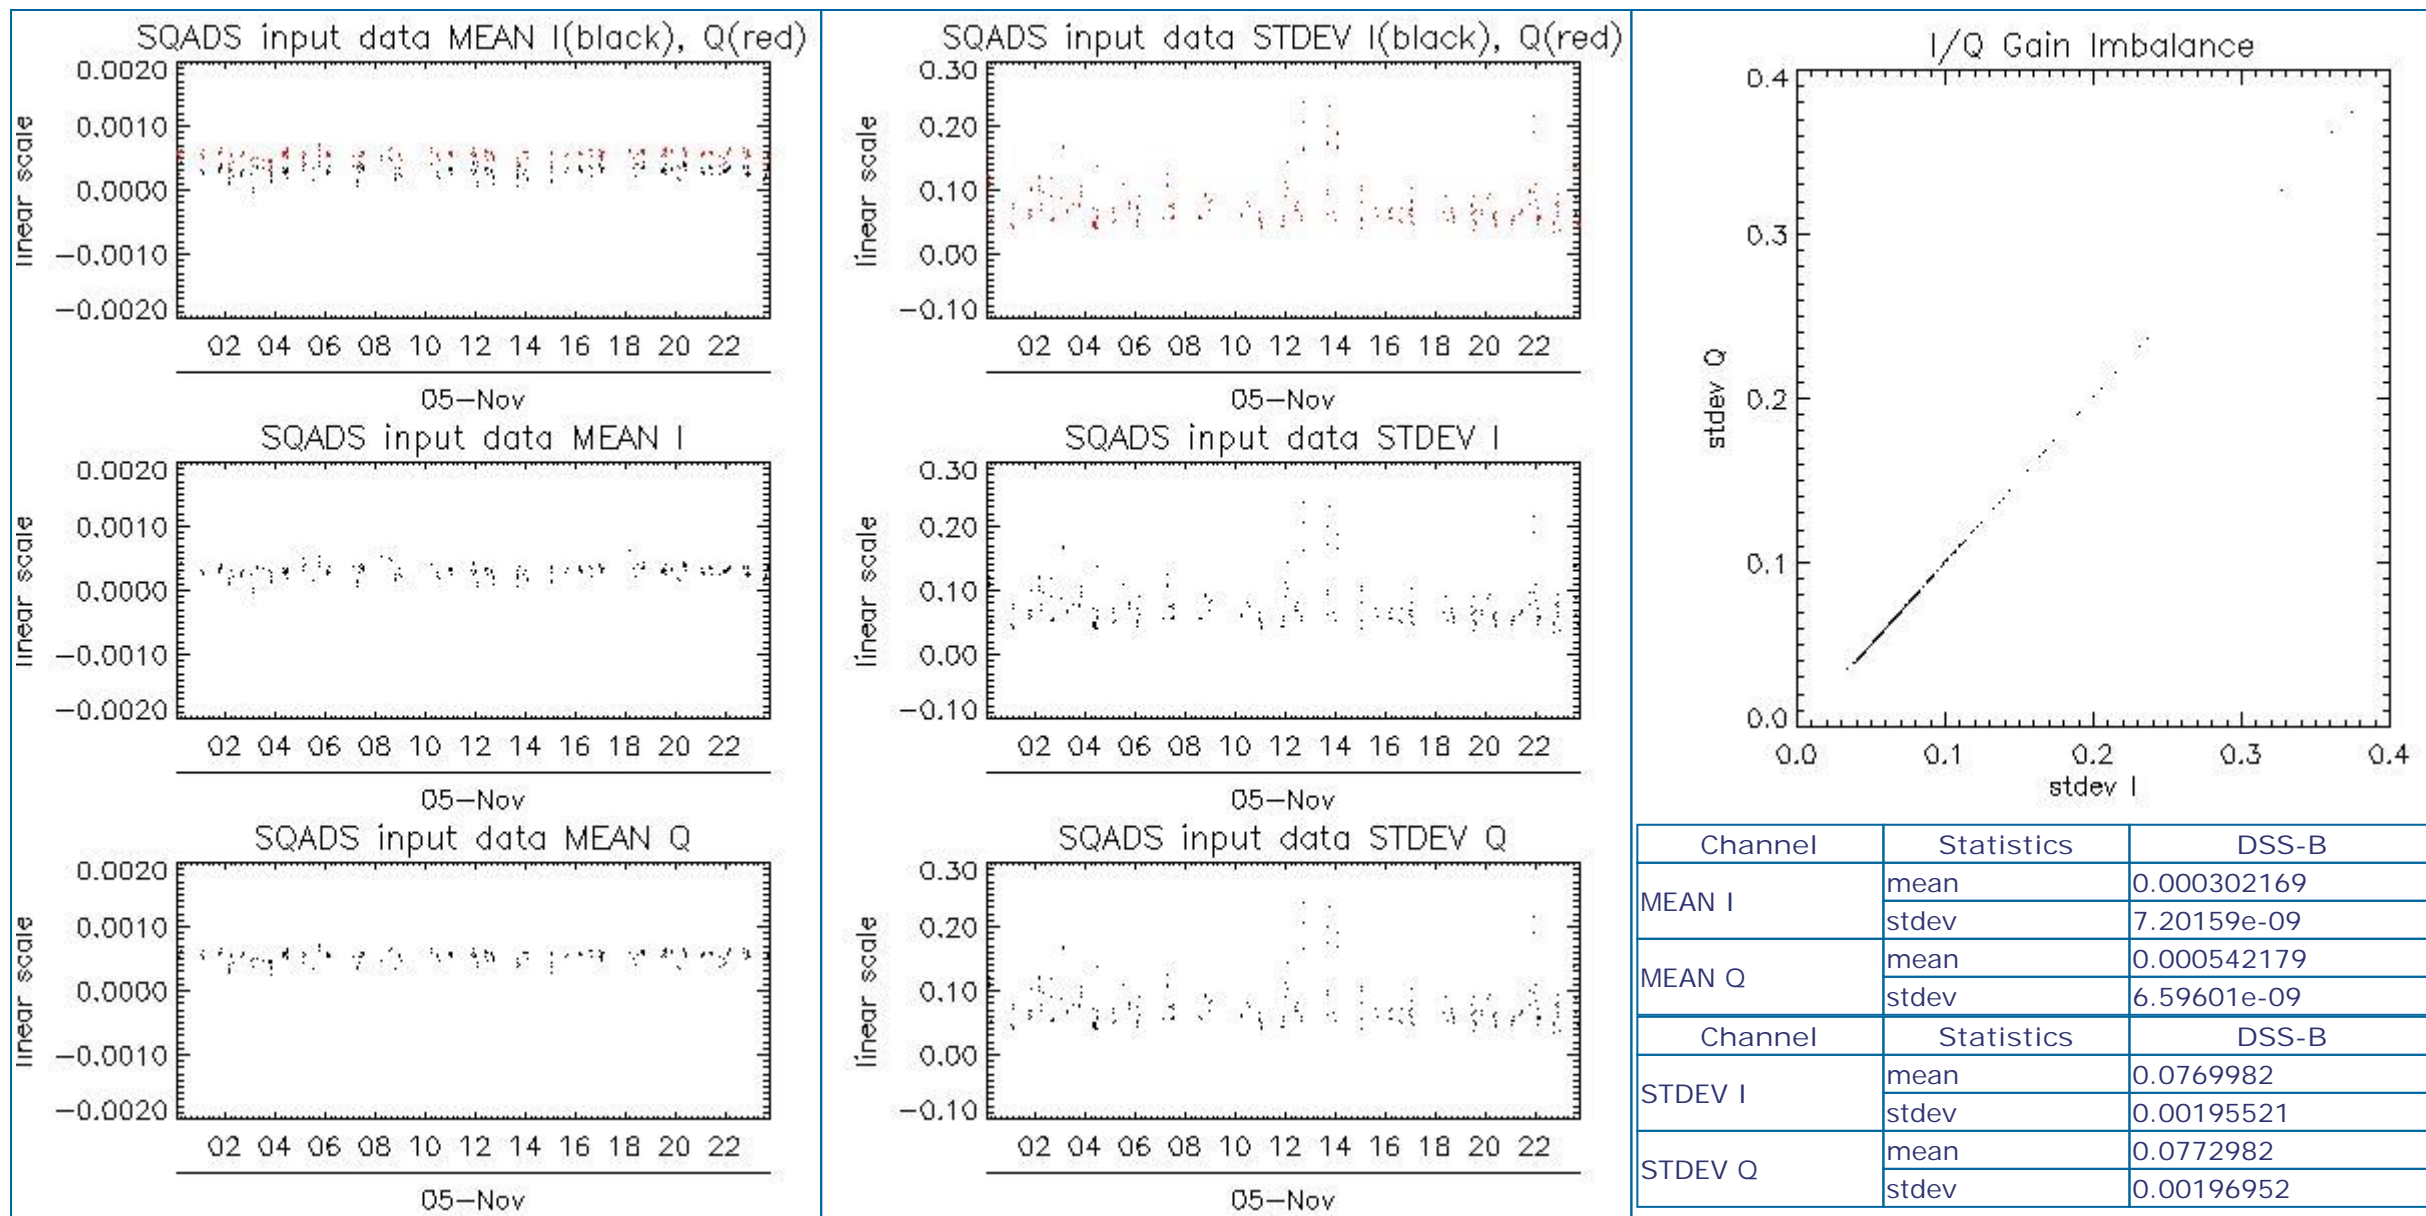 SQADS input data MEAN I(black), Q(red)
linear scale
0.0020
0.0010
0.0000
−0.0010
−0.0020
02 04 06 08 10 12 14 16 18 20 22
05−Nov
SQADS input data MEAN I
linear scale
0.0020
0.0010
0.0000
−0.0010
−0.0020
02 04 06 08 10 12 14 16 18 20 22
05−Nov
SQADS input data MEAN Q
linear scale
0.0020
0.0010
0.0000
−0.0010
−0.0020
02 04 06 08 10 12 14 16 18 20 22
05−Nov
SQADS input data STDEV I(black), Q(red)
linear scale
0.30
0.20
0.10
0.00
−0.10
02 04 06 08 10 12 14 16 18 20 22
05−Nov
SQADS input data STDEV I
linear scale
0.30
0.20
0.10
0.00
−0.10
02 04 06 08 10 12 14 16 18 20 22
05−Nov
SQADS input data STDEV Q
linear scale
0.30
0.20
0.10
0.00
−0.10
02 04 06 08 10 12 14 16 18 20 22
05−Nov
I/Q Gain Imbalance
stdev Q
0.4
0.3
0.2
0.1
0.0
0.0 0.1 0.2 0.3 0.4
stdev I
Channel Statistics DSS-B
MEAN I mean 0.000302169
stdev 7.20159e-09
MEAN Q mean 0.000542179
stdev 6.59601e-09
Channel Statistics DSS-B
STDEV I mean 0.0769982
stdev 0.00195521
STDEV Q mean 0.0772982
stdev 0.00196952